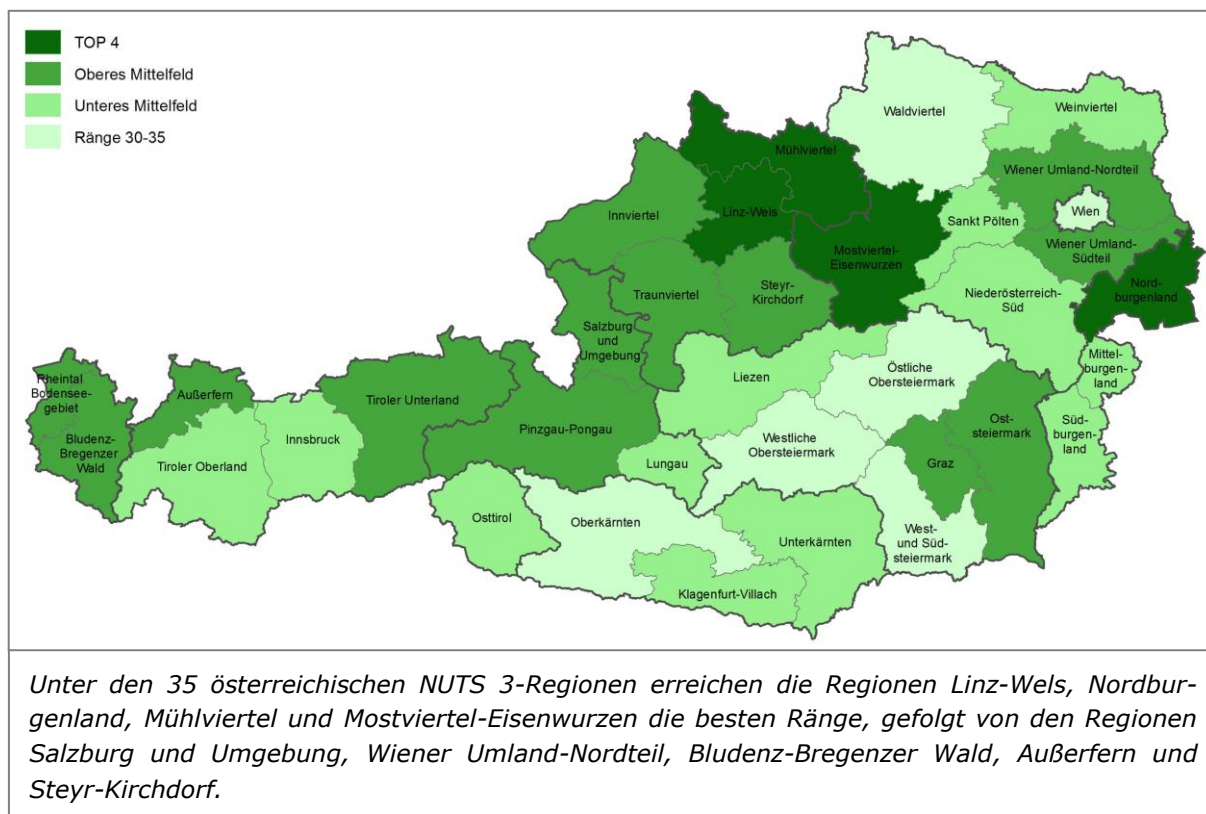 TOP 4
Oberes Mittelfeld
Unteres Mittelfeld
Ränge 30-35
Waldviertel
Weinviertel
Mühlviertel
Wiener Umland-Nordteil
Innviertel
Linz-Wels
Sankt Pölten
Wien
Mostviertel-
Eisenwurzen
Wiener Umland-
Südteil
Nord-
burgenland
Traunviertel
Steyr-
Kirchdorf
Niederösterreich-
Süd
Salzburg
und
Umgebung
Mittel-
burgen-
land
Rheintal
Bodensee-
gebiet
Außerfern
Tiroler Unterland
Liezen
Östliche
Obersteiermark
Bludenz-
Bregenzer
Wald
Innsbruck
Pinzgau-Pongau
Ost-
steiermark
Süd-
burgen-
land
Tiroler Oberland
Lungau
Westliche
Obersteiermark
Graz
Osttirol
Oberkärnten
Unterkärnten
West-
und Süd-
steiermark
Klagenfurt-Villach
Unter den 35 österreichischen NUTS 3-Regionen erreichen die Regionen Linz-Wels, Nordbur-
genland, Mühlviertel und Mostviertel-Eisenwurzen die besten Ränge, gefolgt von den Regionen
Salzburg und Umgebung, Wiener Umland-Nordteil, Bludenz-Bregenzer Wald, Außerfern und
Steyr-Kirchdorf.